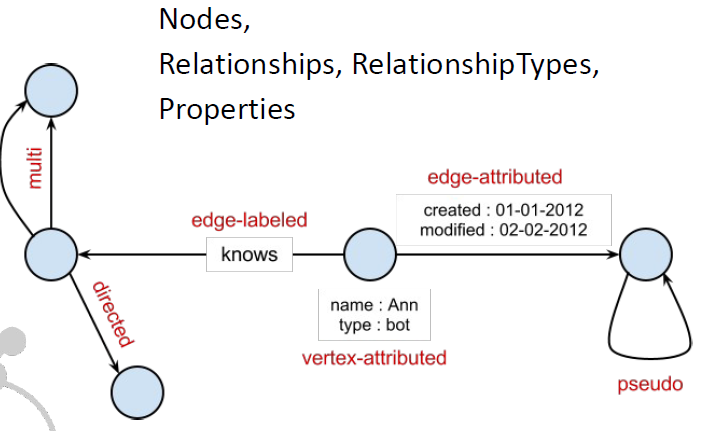 Nodes,
Relationships, RelationshipTypes,
Properties
multi
edge-attributed
created : 01-01-2012
modified : 02-02-2012
edge-labeled
knows
directed
name : Ann
type : bot
vertex-attributed
pseudo